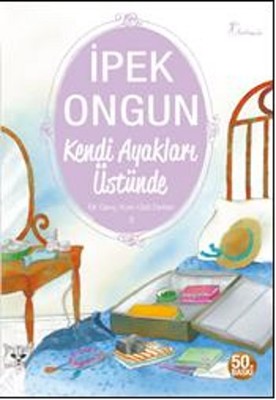 İPEK
ONGUN
Kendi Ayakları
Üstünde
Bir Genç Kızın Gizli Defteri
50.
BASKI